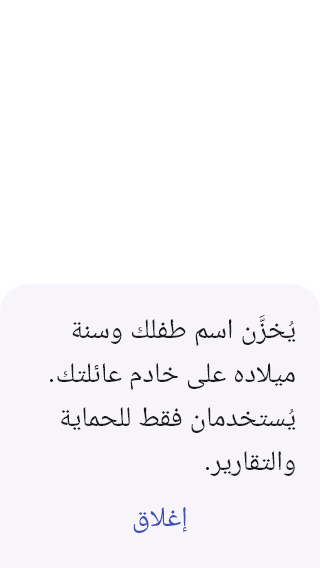 يُخزَّن اسم طفلك وسنة
ميلاده على خادم عائلتك.
يُستخدمان فقط للحماية
والتقارير.
إغلاق